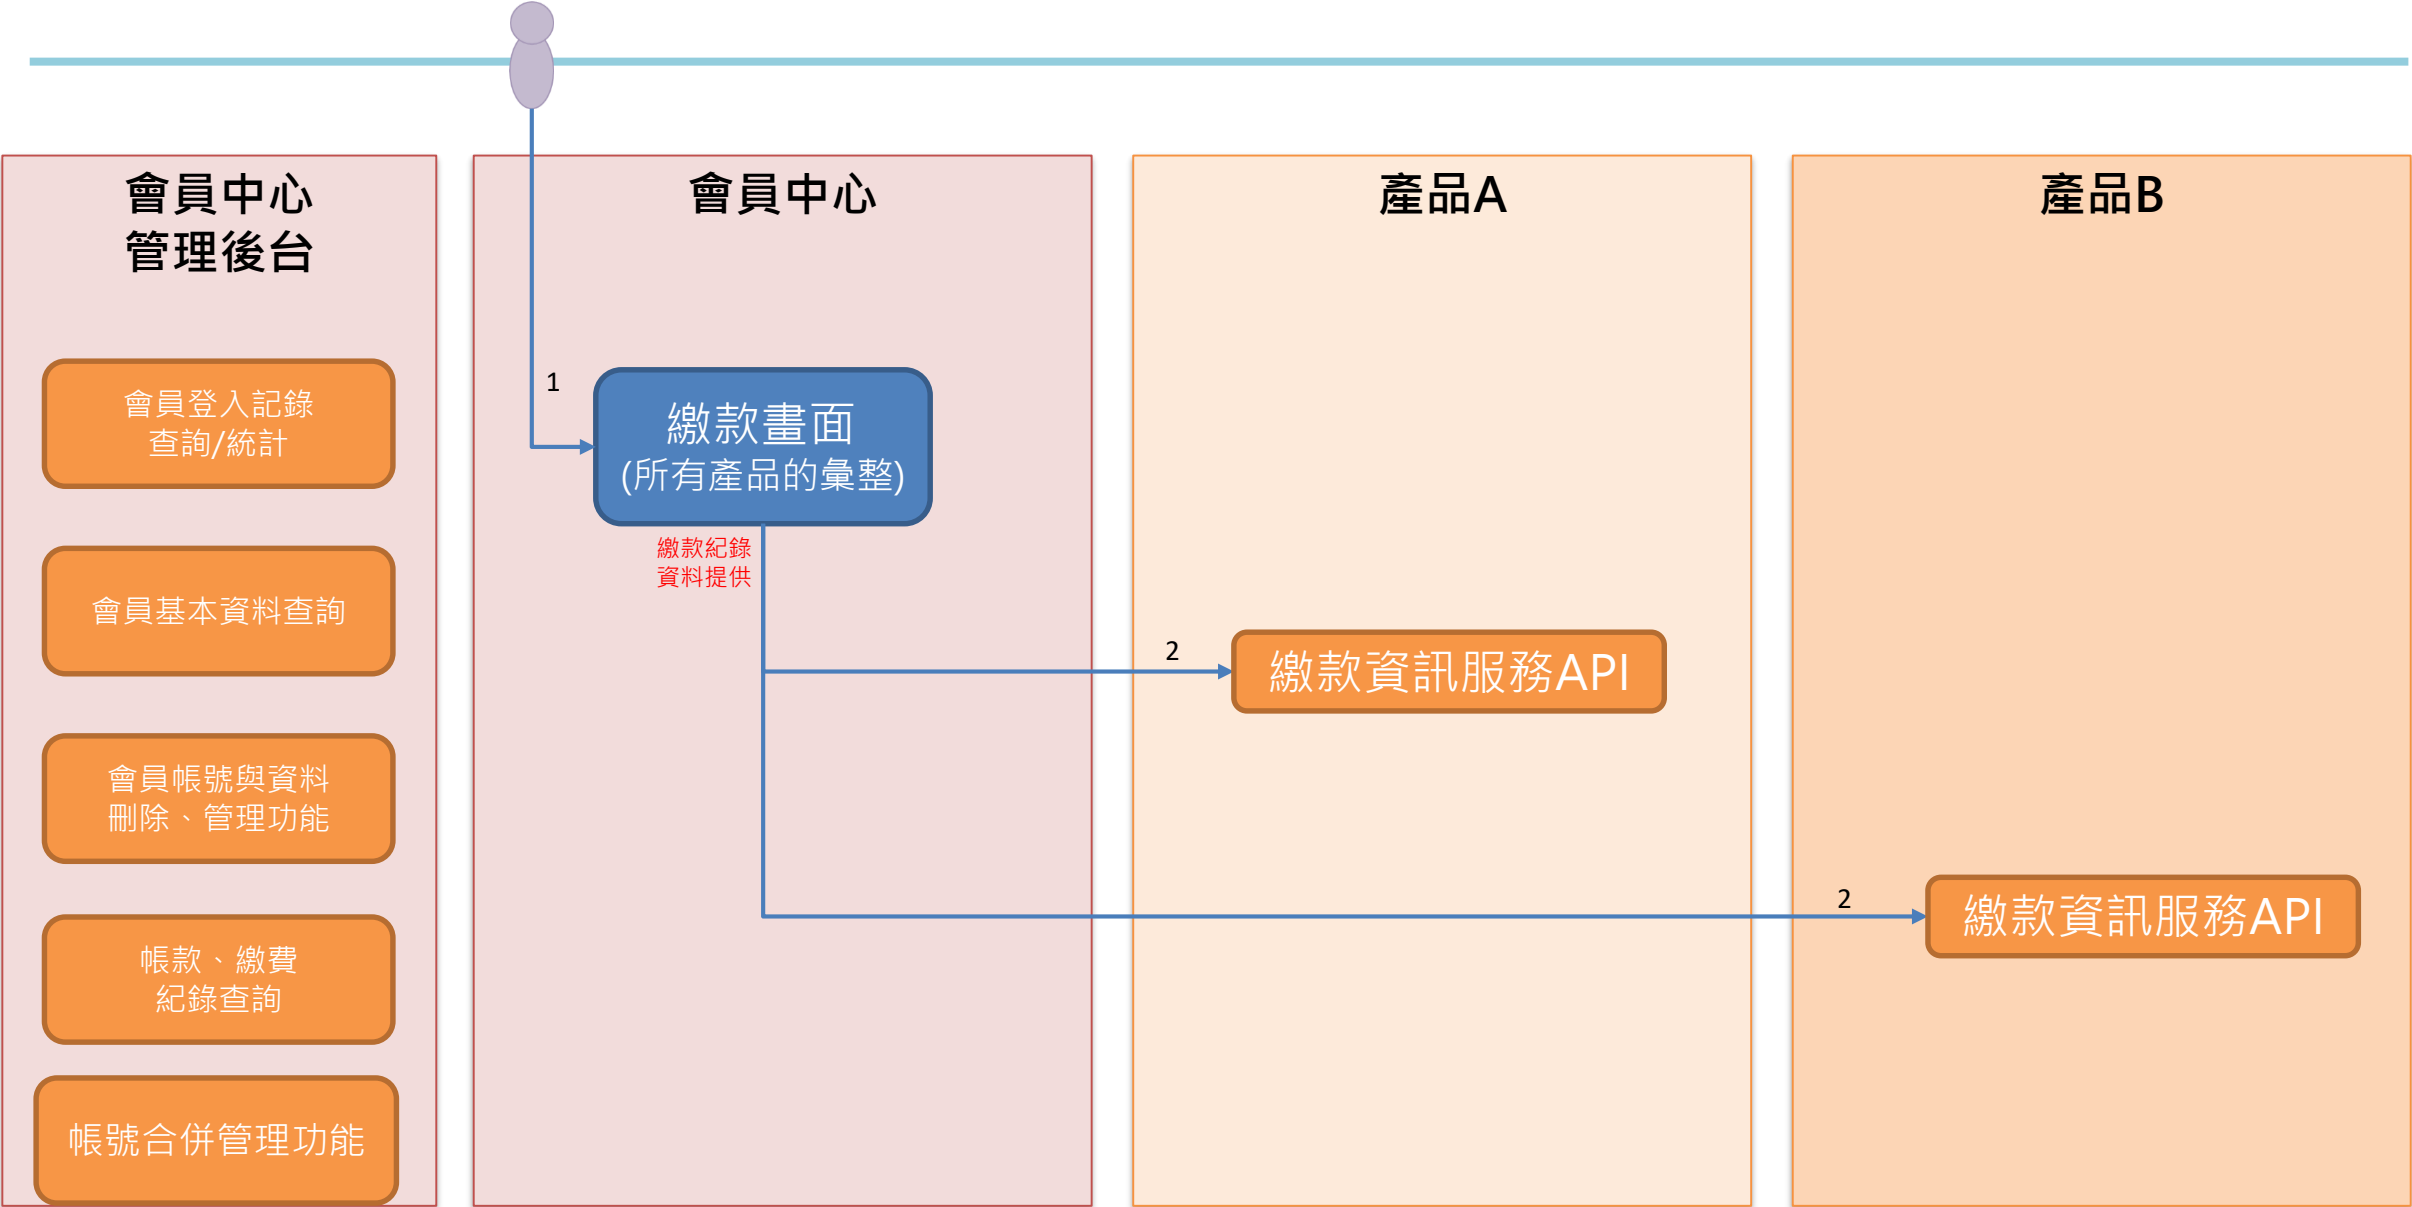 會員中心
管理後台
會員登入記錄
查詢/統計
會員基本資料查詢
會員帳號與資料
刪除、管理功能
帳款、繳費
紀錄查詢
帳號合併管理功能
會員中心
1
繳款畫面
(所有產品的彙整)
繳款紀錄
資料提供
產品A
2
繳款資訊服務API
產品B
2
繳款資訊服務API